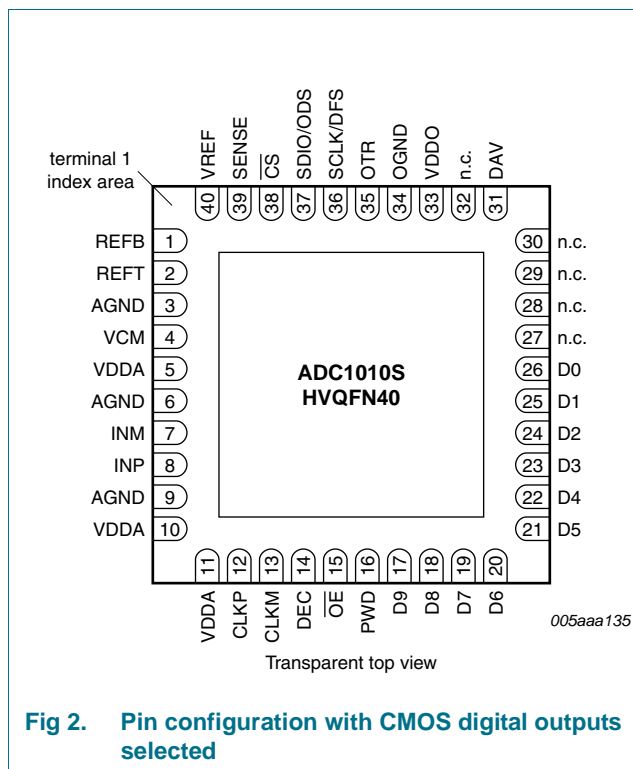 VREF
SENSE
C̅S̅
SDIO/ODS
SCLK/DFS
OTR
OGND
VDDO
n.c.
DAV
terminal 1
index area
40 39 38 37 36 35 34 33 32 31
REFB 1
REFT 2
AGND 3
VCM 4
VDDA 5
AGND 6
INM 7
INP 8
AGND 9
VDDA 10
30 n.c.
29 n.c.
28 n.c.
27 n.c.
26 D0
25 D1
24 D2
23 D3
22 D4
21 D5
ADC1010S
HVQFN40
11 12 13 14 15 16 17 18 19 20
VDDA
CLKP
CLKM
DEC
O̅E̅
PWD
D9
D8
D7
D6
005aaa135
Transparent top view
Fig 2. Pin configuration with CMOS digital outputs
selected